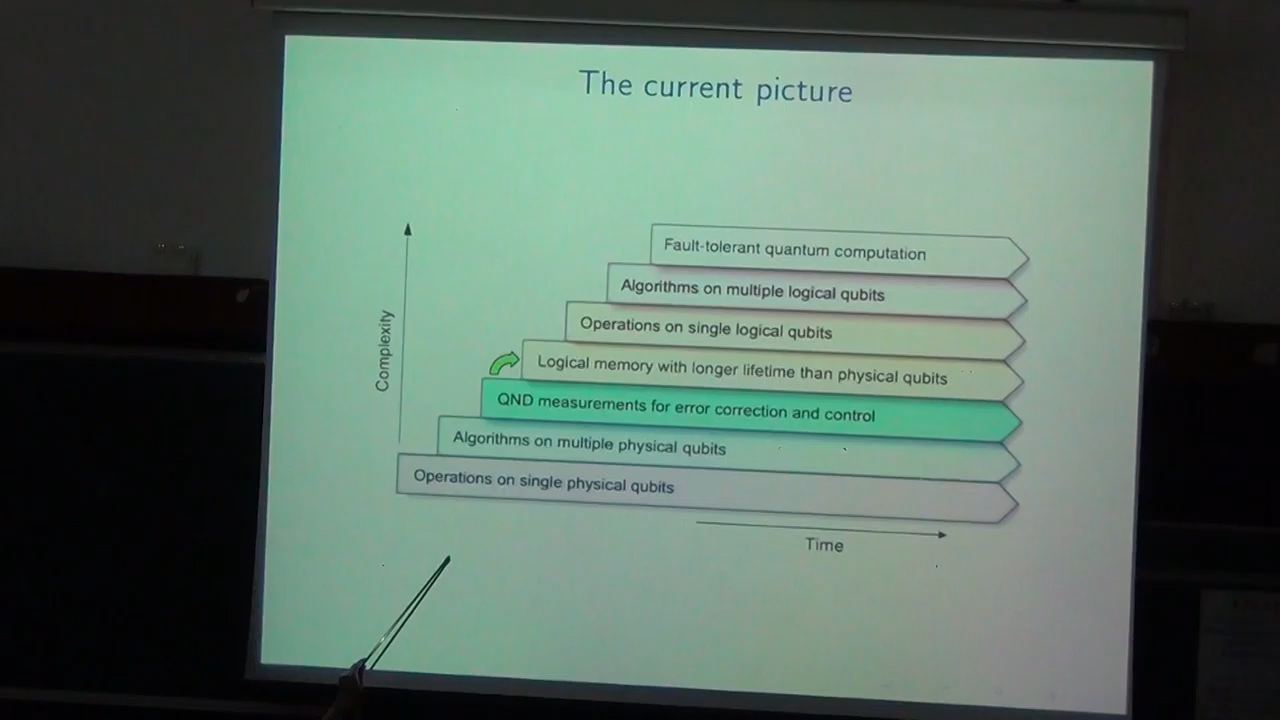 The current picture
Fault-tolerant quantum computation
Algorithms on multiple logical qubits
Operations on single logical qubits
Logical memory with longer lifetime than physical qubits
QND measurements for error correction and control
Algorithms on multiple physical qubits
Operations on single physical qubits
Complexity
Time